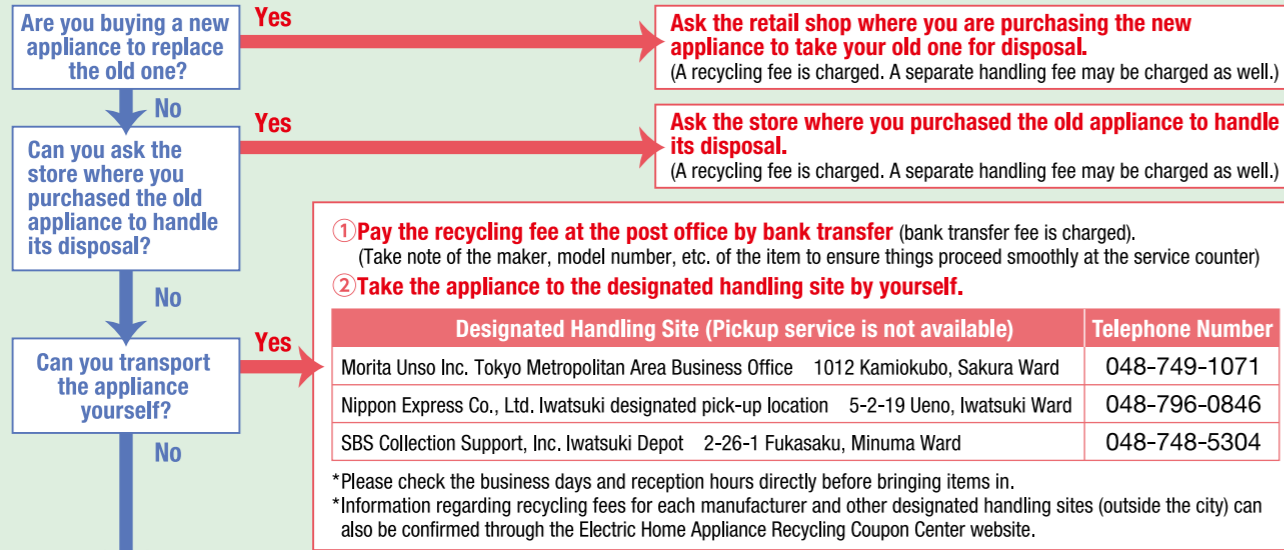 Are you buying a new
appliance to replace
the old one?
Yes
Ask the retail shop where you are purchasing the new
appliance to take your old one for disposal.
(A recycling fee is charged. A separate handling fee may be charged as well.)
No
Can you ask the
store where you
purchased the old
appliance to handle
its disposal?
Yes
Ask the store where you purchased the old appliance to handle
its disposal.
(A recycling fee is charged. A separate handling fee may be charged as well.)
No
Can you transport
the appliance
yourself?
Yes
①Pay the recycling fee at the post office by bank transfer (bank transfer fee is charged).
(Take note of the maker, model number, etc. of the item to ensure things proceed smoothly at the service counter)
②Take the appliance to the designated handling site by yourself.
Designated Handling Site (Pickup service is not available) Telephone Number
Morita Unso Inc. Tokyo Metropolitan Area Business Office 1012 Kamiokubo, Sakura Ward 048-749-1071
Nippon Express Co., Ltd. Iwatsuki designated pick-up location 5-2-19 Ueno, Iwatsuki Ward 048-796-0846
SBS Collection Support, Inc. Iwatsuki Depot 2-26-1 Fukasaku, Minuma Ward 048-748-5304
*Please check the business days and reception hours directly before bringing items in.
*Information regarding recycling fees for each manufacturer and other designated handling sites (outside the city) can
also be confirmed through the Electric Home Appliance Recycling Coupon Center website.
No